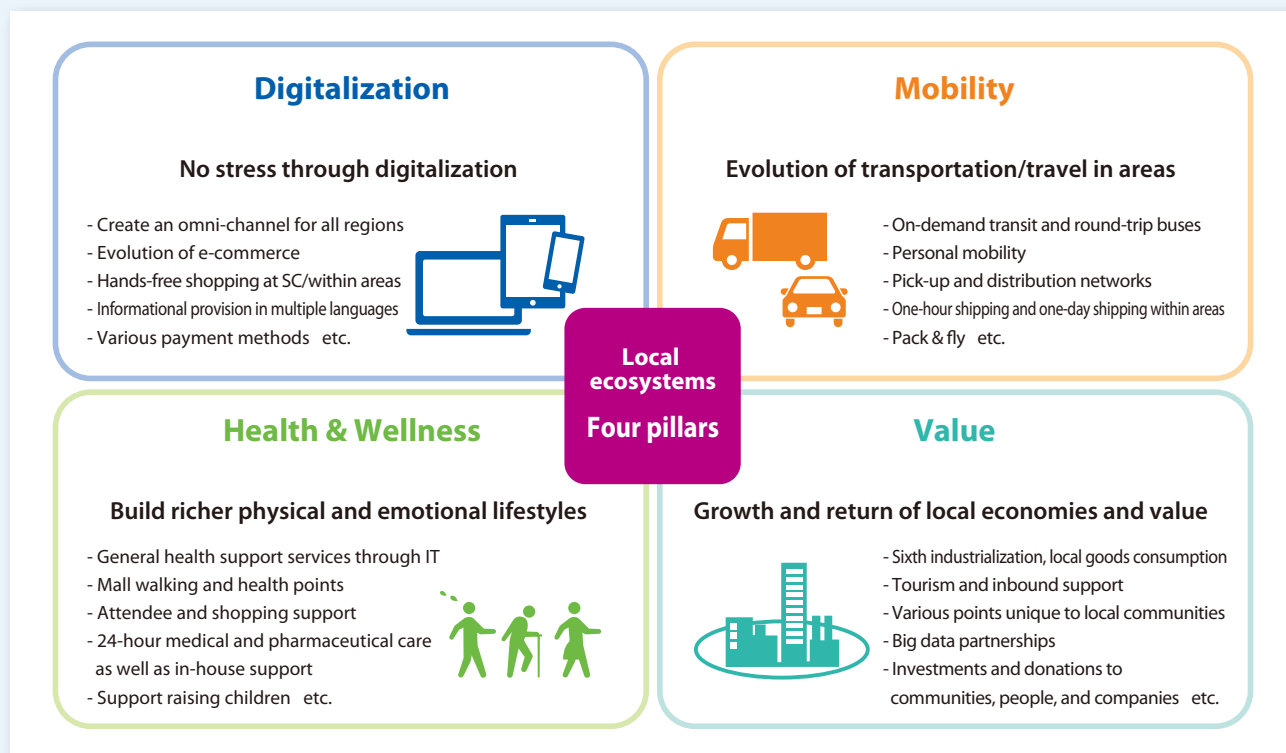 Digitalization
No stress through digitalization
- Create an omni-channel for all regions
- Evolution of e-commerce
- Hands-free shopping at SC/within areas
- Informational provision in multiple languages
- Various payment methods etc.
Mobility
Evolution of transportation/travel in areas
- On-demand transit and round-trip buses
- Personal mobility
- Pick-up and distribution networks
- One-hour shipping and one-day shipping within areas
- Pack & fly etc.
Local
ecosystems
Four pillars
Health & Wellness
Build richer physical and emotional lifestyles
- General health support services through IT
- Mall walking and health points
- Attendee and shopping support
- 24-hour medical and pharmaceutical care
as well as in-house support
- Support raising children etc.
Value
Growth and return of local economies and value
- Sixth industrialization, local goods consumption
- Tourism and inbound support
- Various points unique to local communities
- Big data partnerships
- Investments and donations to
communities, people, and companies etc.